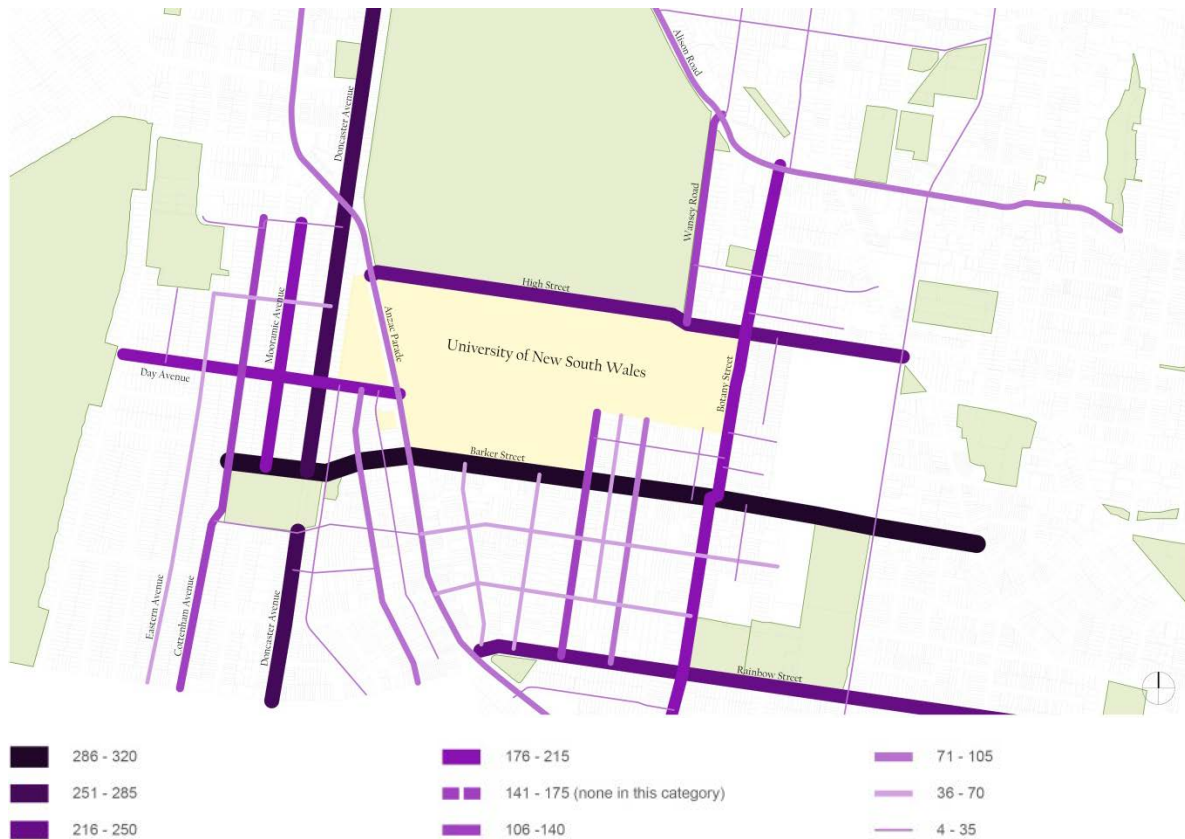 Alison Road
Doncaster Avenue
Wansey Road
High Street
Anzac Parade
Mooramie Avenue
University of New South Wales
Day Avenue
Botany Street
Barker Street
Eastern Avenue
Cottenham Avenue
Doncaster Avenue
Rainbow Street
286 - 320
176 - 215
71 - 105
251 - 285
141 - 175 (none in this category)
36 - 70
216 - 250
106 -140
4 - 35